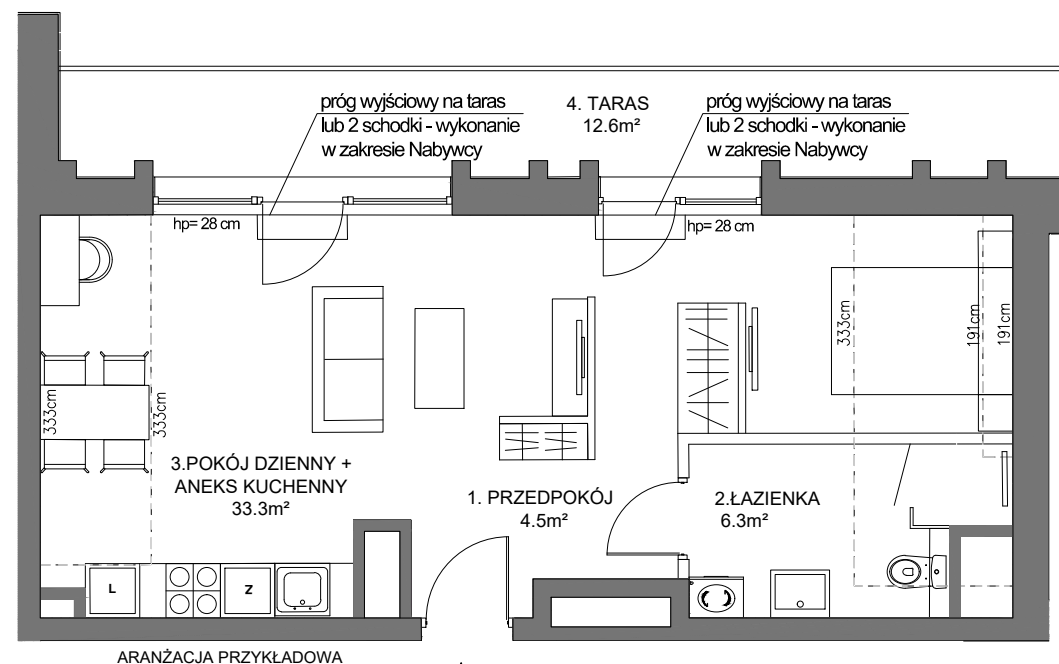 próg wyjściowy na taras
lub 2 schodki - wykonanie
w zakresie Nabywcy
4. TARAS
12.6m²
próg wyjściowy na taras
lub 2 schodki - wykonanie
w zakresie Nabywcy
hp= 28 cm
hp= 28 cm
333cm
191cm
191cm
333cm
333cm
3.POKÓJ DZIENNY +
ANEKS KUCHENNY
33.3m²
1. PRZEDPOKÓJ
4.5m²
2.ŁAZIENKA
6.3m²
L
Z
ARANŻACJA PRZYKŁADOWA